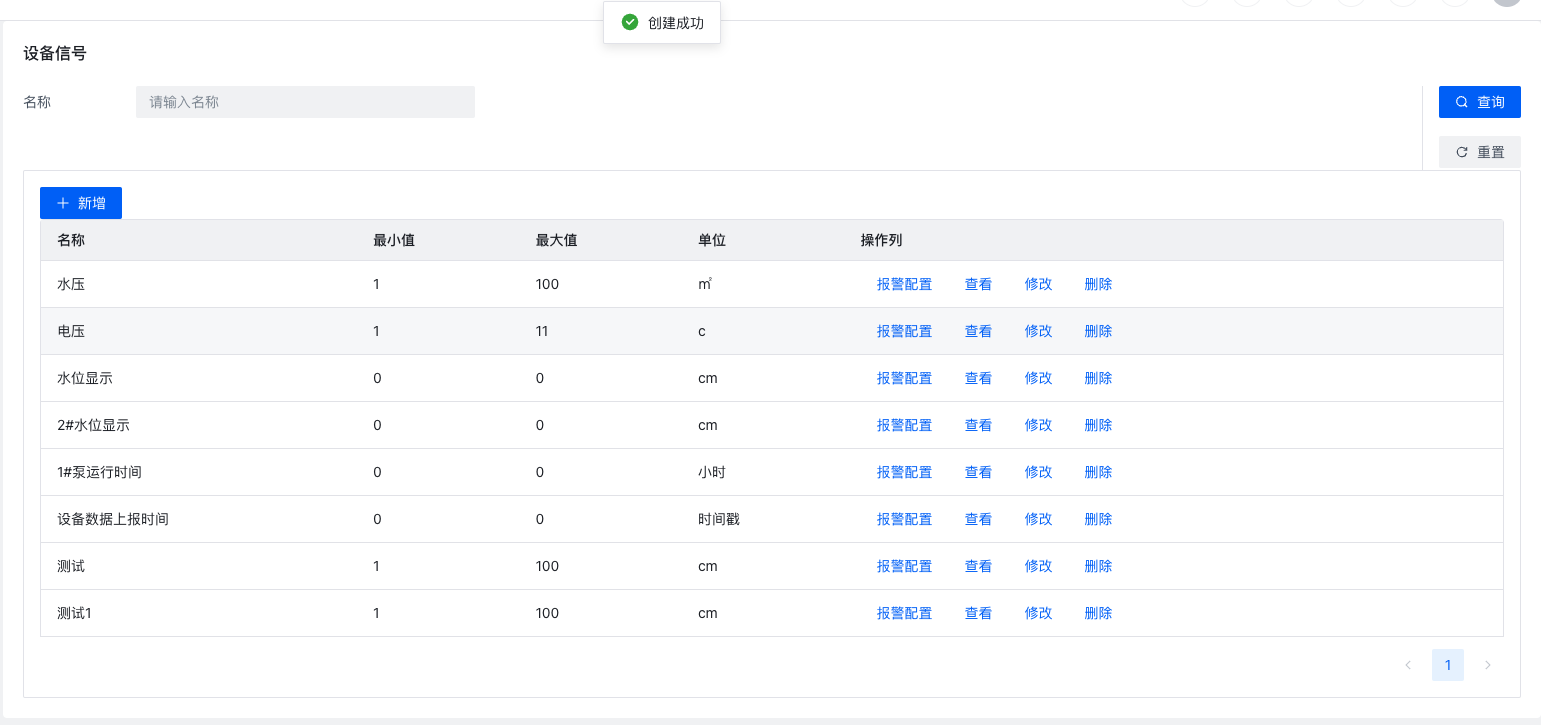 创建成功
设备信号
名称 请输入名称 查询
重置
新增
名称 最小值 最大值 单位 操作列
水压 1 100 ㎡ 报警配置 查看 修改 删除
电压 1 11 c 报警配置 查看 修改 删除
水位显示 0 0 cm 报警配置 查看 修改 删除
2#水位显示 0 0 cm 报警配置 查看 修改 删除
1#泵运行时间 0 0 小时 报警配置 查看 修改 删除
设备数据上报时间 0 0 时间戳 报警配置 查看 修改 删除
测试 1 100 cm 报警配置 查看 修改 删除
测试1 1 100 cm 报警配置 查看 修改 删除
1